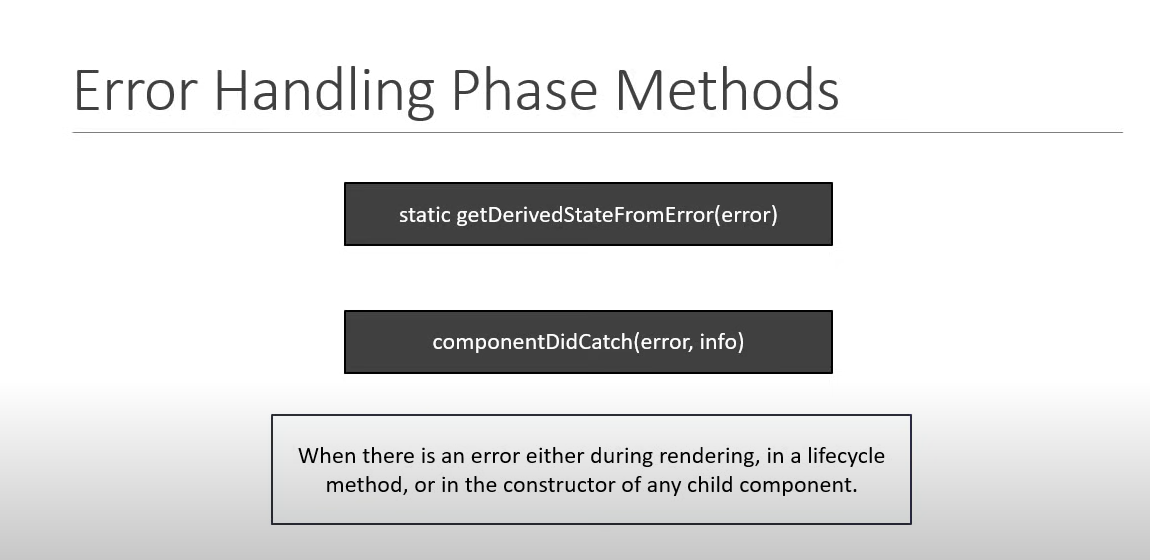 Error Handling Phase Methods
static getDerivedStateFromError(error)
componentDidCatch(error, info)
When there is an error either during rendering, in a lifecycle
method, or in the constructor of any child component.